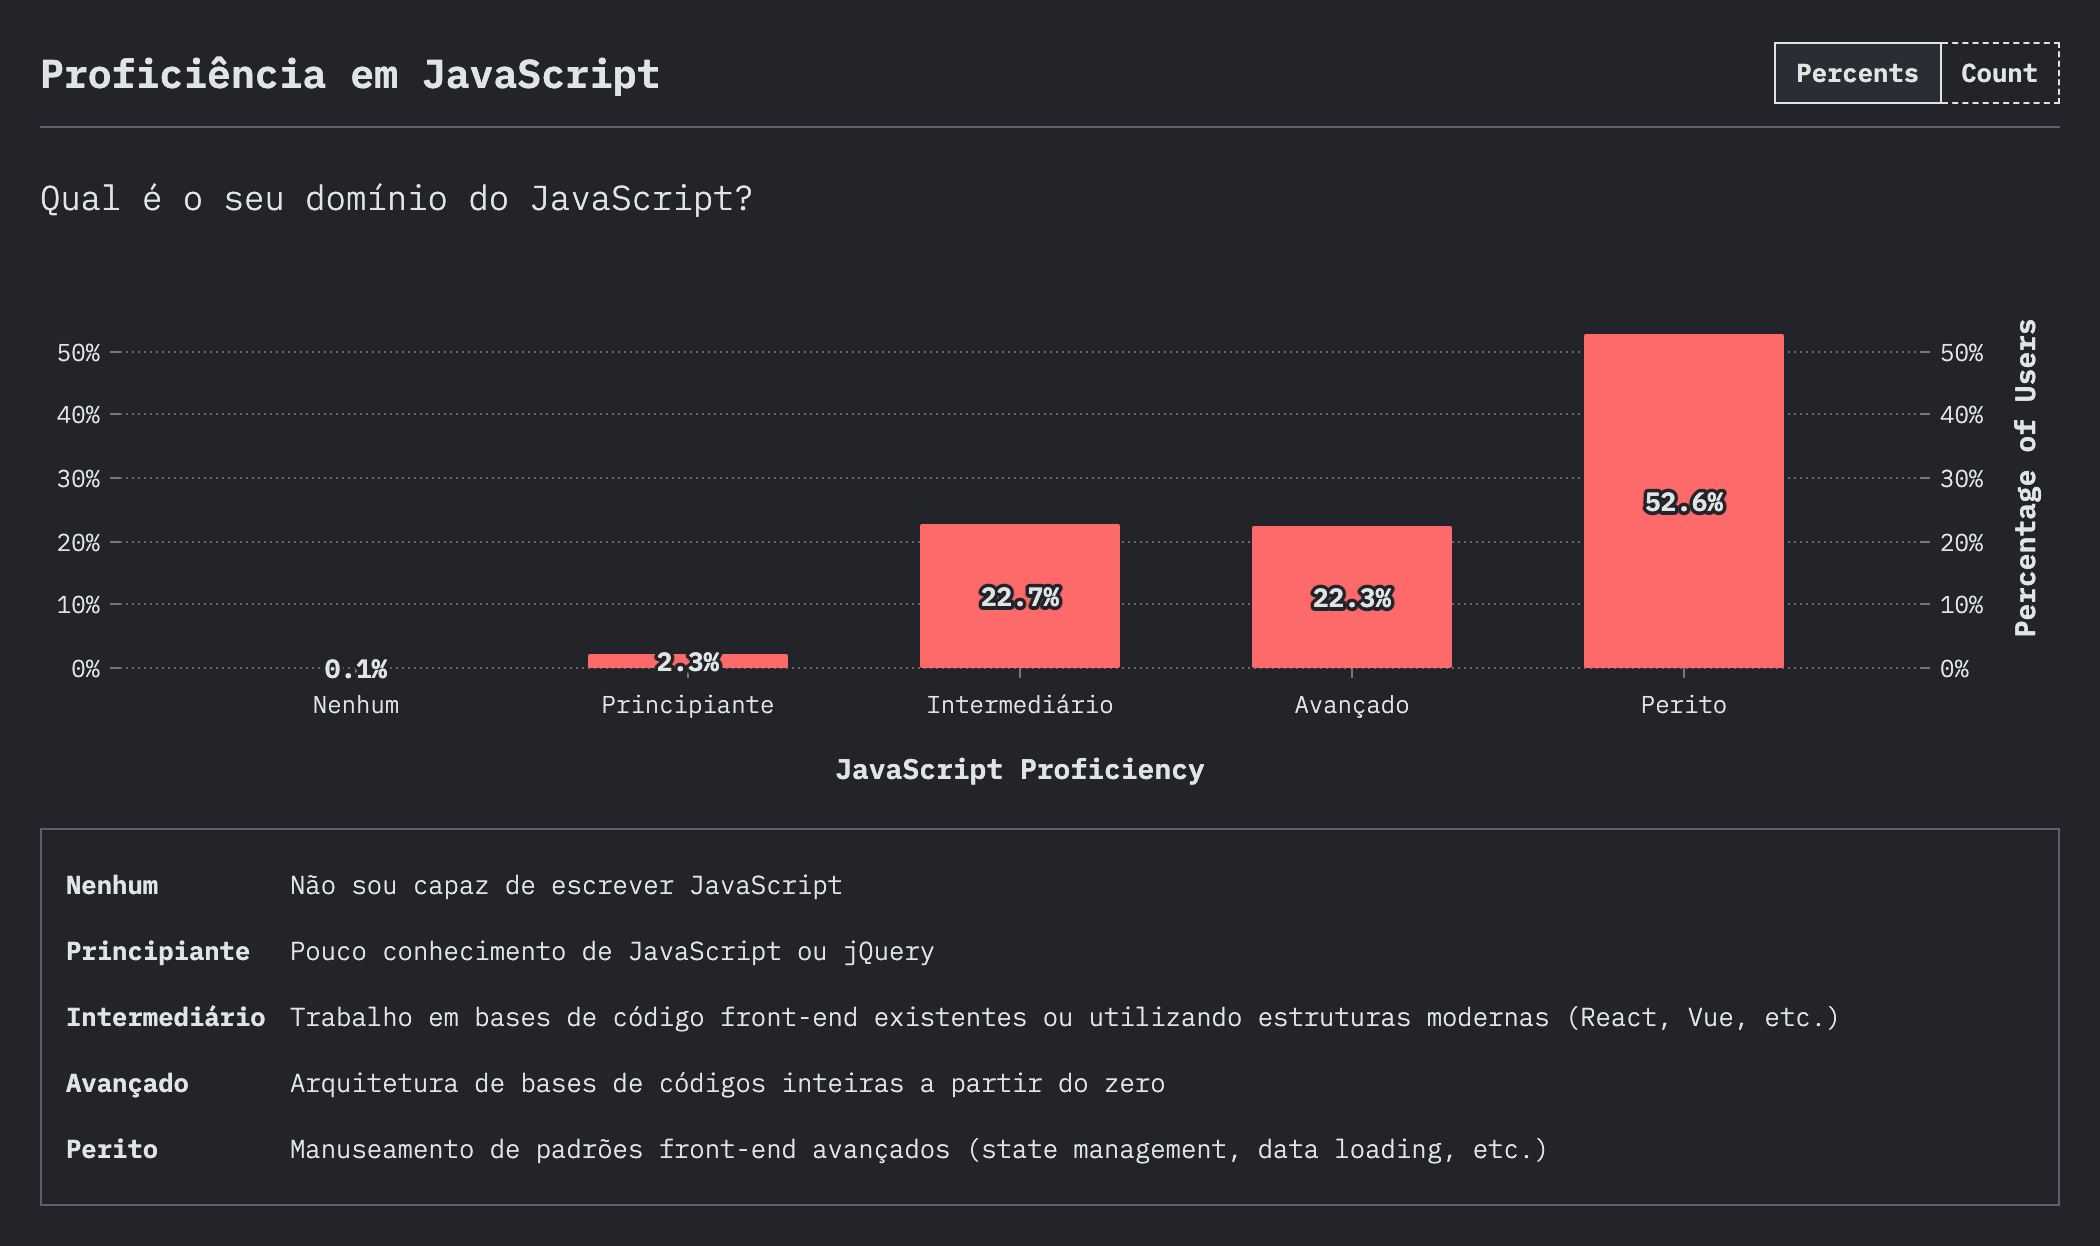 Proficiência em JavaScript
Percents Count
Qual é o seu domínio do JavaScript?
50% 50%
40% 40%
30% 30%
20% 20%
10% 10%
0% 0%
Percentage of Users
0.1% 2.3% 22.7% 22.3% 52.6%
Nenhum Principiante Intermediário Avançado Perito
JavaScript Proficiency
Nenhum Não sou capaz de escrever JavaScript
Principiante Pouco conhecimento de JavaScript ou jQuery
Intermediário Trabalho em bases de código front-end existentes ou utilizando estruturas modernas (React, Vue, etc.)
Avançado Arquitetura de bases de códigos inteiras a partir do zero
Perito Manuseamento de padrões front-end avançados (state management, data loading, etc.)